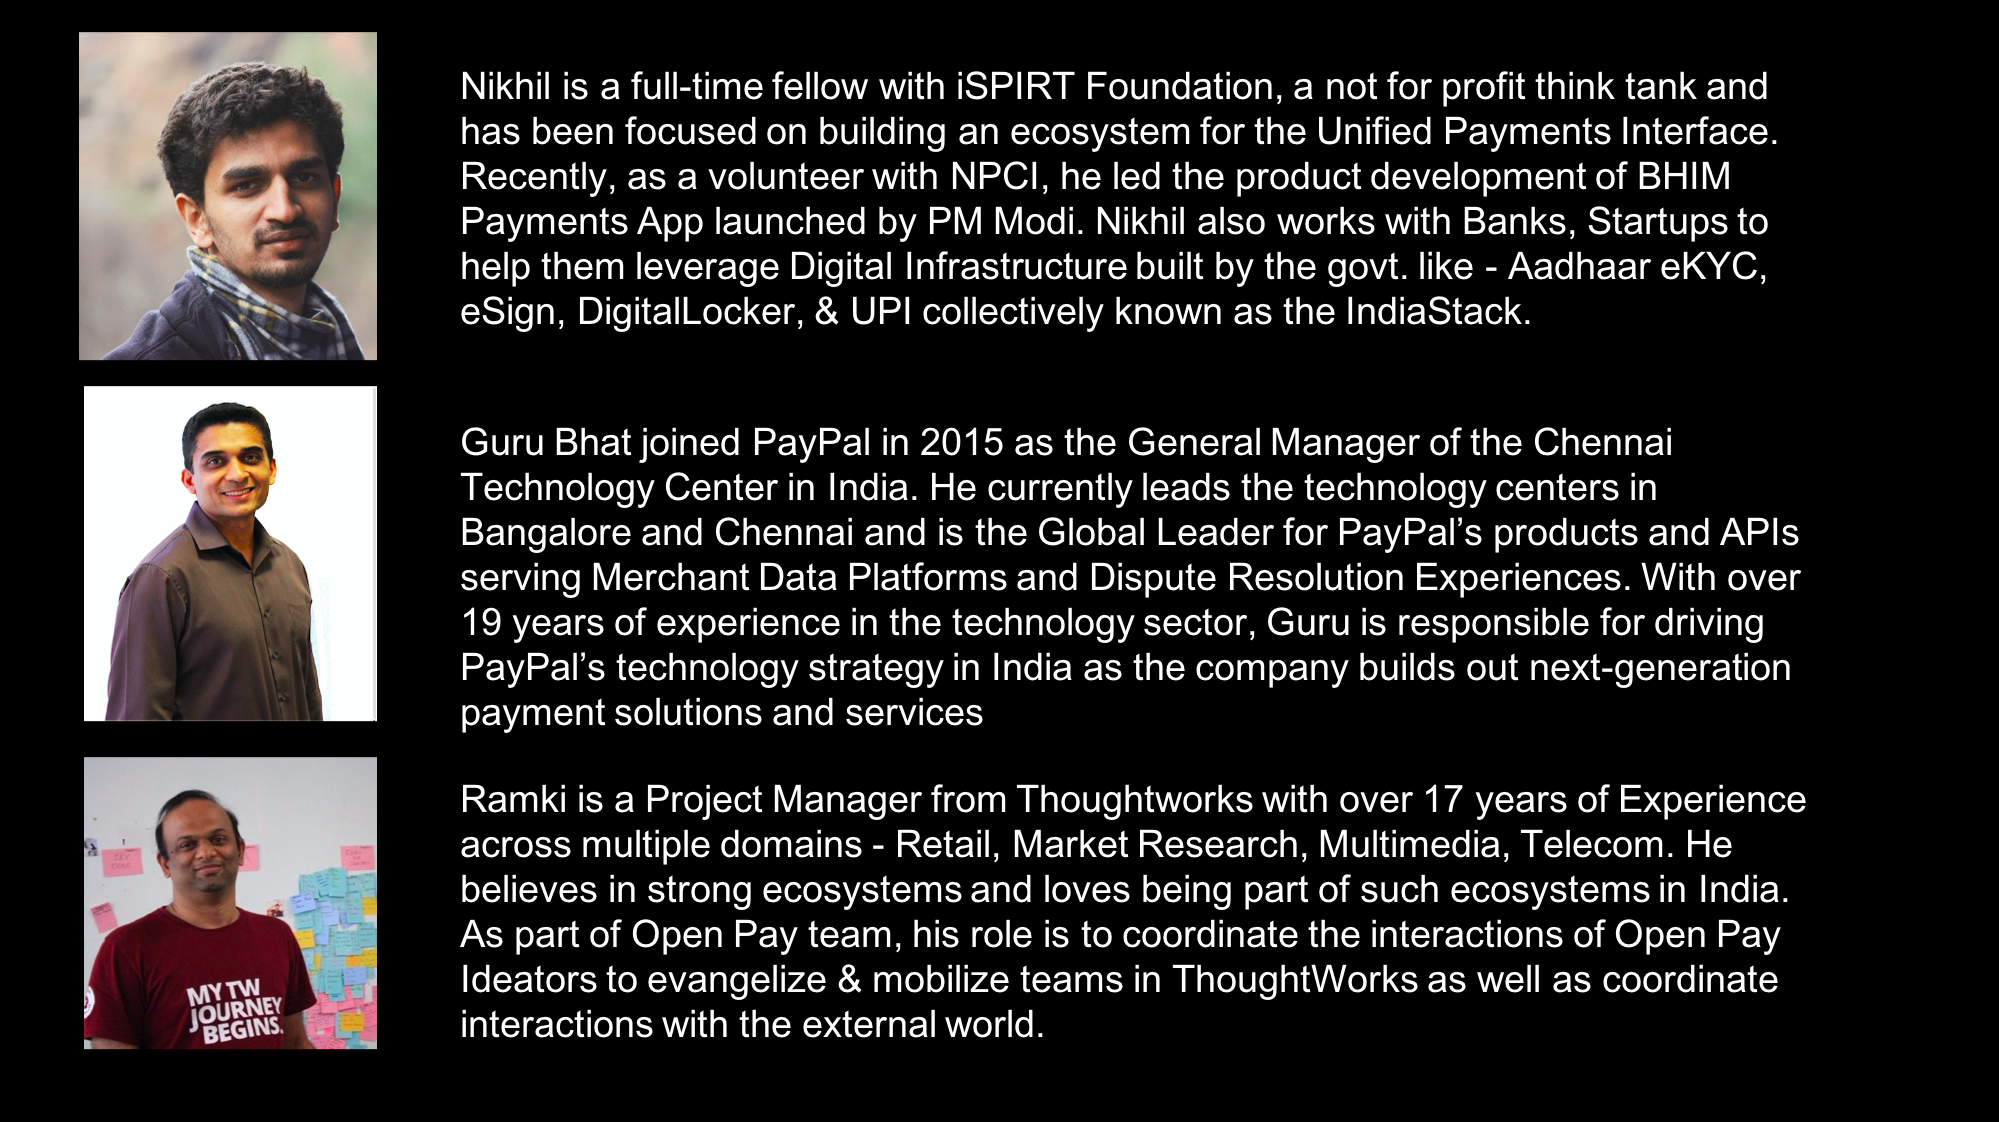 Nikhil is a full-time fellow with iSPIRT Foundation, a not for profit think tank and
has been focused on building an ecosystem for the Unified Payments Interface.
Recently, as a volunteer with NPCI, he led the product development of BHIM
Payments App launched by PM Modi. Nikhil also works with Banks, Startups to
help them leverage Digital Infrastructure built by the govt. like - Aadhaar eKYC,
eSign, DigitalLocker, & UPI collectively known as the IndiaStack.
Guru Bhat joined PayPal in 2015 as the General Manager of the Chennai
Technology Center in India. He currently leads the technology centers in
Bangalore and Chennai and is the Global Leader for PayPal’s products and APIs
serving Merchant Data Platforms and Dispute Resolution Experiences. With over
19 years of experience in the technology sector, Guru is responsible for driving
PayPal’s technology strategy in India as the company builds out next-generation
payment solutions and services
Ramki is a Project Manager from Thoughtworks with over 17 years of Experience
across multiple domains - Retail, Market Research, Multimedia, Telecom. He
believes in strong ecosystems and loves being part of such ecosystems in India.
As part of Open Pay team, his role is to coordinate the interactions of Open Pay
Ideators to evangelize & mobilize teams in ThoughtWorks as well as coordinate
interactions with the external world.
MY TW
JOURNEY
BEGINS.